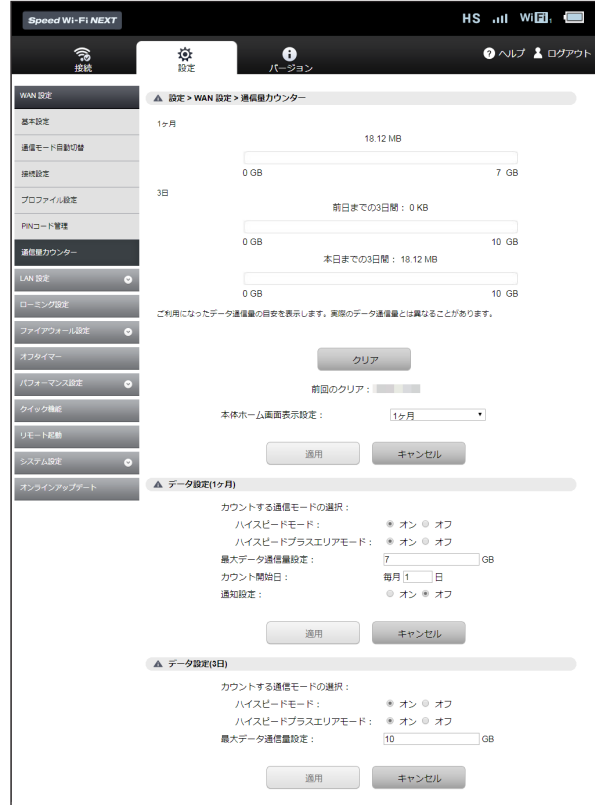 Speed Wi-Fi NEXT
HS WiFi
接続
設定
バージョン
ヘルプ ログアウト
WAN 設定
基本設定
通信モード自動切替
接続設定
プロファイル設定
PINコード管理
通信量カウンター
LAN 設定
ローミング設定
ファイアウォール設定
オフタイマー
パフォーマンス設定
クイック機能
リモート起動
システム設定
オンラインアップデート
設定 > WAN 設定 > 通信量カウンター
1ヶ月
18.12 MB
0 GB 7 GB
3日
前日までの3日間： 0 KB
0 GB 10 GB
本日までの3日間： 18.12 MB
0 GB 10 GB
ご利用になったデータ通信量の目安を表示します。実際のデータ通信量とは異なることがあります。
クリア
前回のクリア：
本体ホーム画面表示設定： 1ヶ月
適用 キャンセル
データ設定(1ヶ月)
カウントする通信モードの選択：
ハイスピードモード： オン オフ
ハイスピードプラスエリアモード： オン オフ
最大データ通信量設定： 7 GB
カウント開始日： 毎月 1 日
通知設定： オン オフ
適用 キャンセル
データ設定(3日)
カウントする通信モードの選択：
ハイスピードモード： オン オフ
ハイスピードプラスエリアモード： オン オフ
最大データ通信量設定： 10 GB
適用 キャンセル